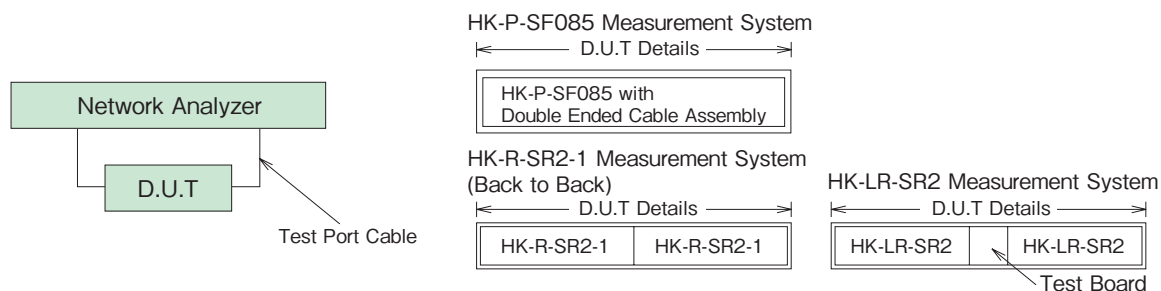 Network Analyzer
D.U.T
Test Port Cable
HK-P-SF085 Measurement System
D.U.T Details
HK-P-SF085 with
Double Ended Cable Assembly
HK-R-SR2-1 Measurement System
(Back to Back)
D.U.T Details
HK-R-SR2-1 HK-R-SR2-1
HK-LR-SR2 Measurement System
D.U.T Details
HK-LR-SR2 HK-LR-SR2
Test Board